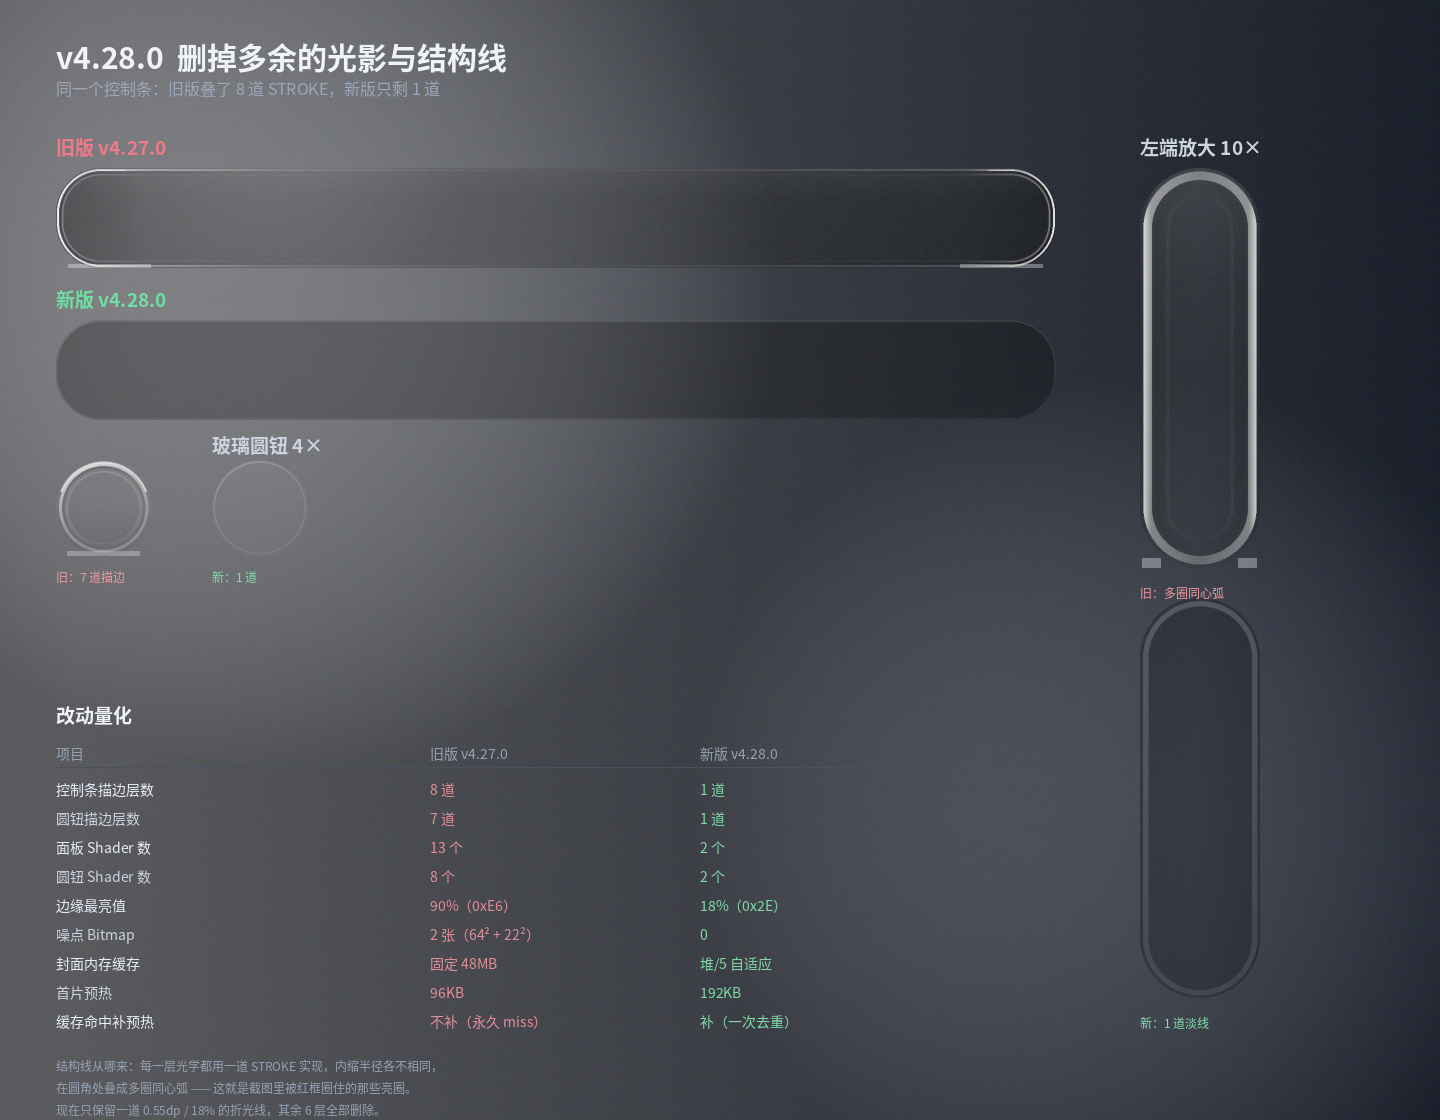 v4.28.0 删掉多余的光影与结构线
同一个控制条：旧版叠了 8 道 STROKE，新版只剩 1 道
旧版 v4.27.0
左端放大 10×
新版 v4.28.0
玻璃圆钮 4×
旧：7 道描边
新：1 道
旧：多圈同心弧
改动量化
项目 旧版 v4.27.0 新版 v4.28.0
控制条描边层数 8 道 1 道
圆钮描边层数 7 道 1 道
面板 Shader 数 13 个 2 个
圆钮 Shader 数 8 个 2 个
边缘最亮值 90%（0xE6） 18%（0x2E）
噪点 Bitmap 2 张（64² + 22²） 0
封面内存缓存 固定 48MB 堆/5 自适应
首片预热 96KB 192KB
缓存命中补预热 不补（永久 miss） 补（一次去重）
新：1 道淡线
结构线从哪来：每一层光学都用一道 STROKE 实现，内缩半径各不相同，
在圆角处叠成多圈同心弧 —— 这就是截图里被红框圈住的那些亮圈。
现在只保留一道 0.55dp / 18% 的折光线，其余 6 层全部删除。